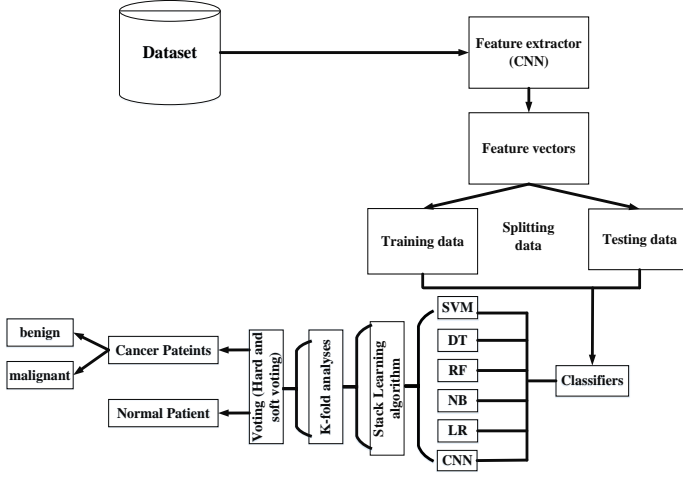 Dataset
Feature extractor
(CNN)
Feature vectors
Training data
Splitting
data
Testing data
SVM
DT
RF
NB
LR
CNN
Classifiers
Stack Learning
algorithm
K-fold analyses
Voting (Hard and
soft voting)
Cancer Pateints
Normal Patient
benign
malignant